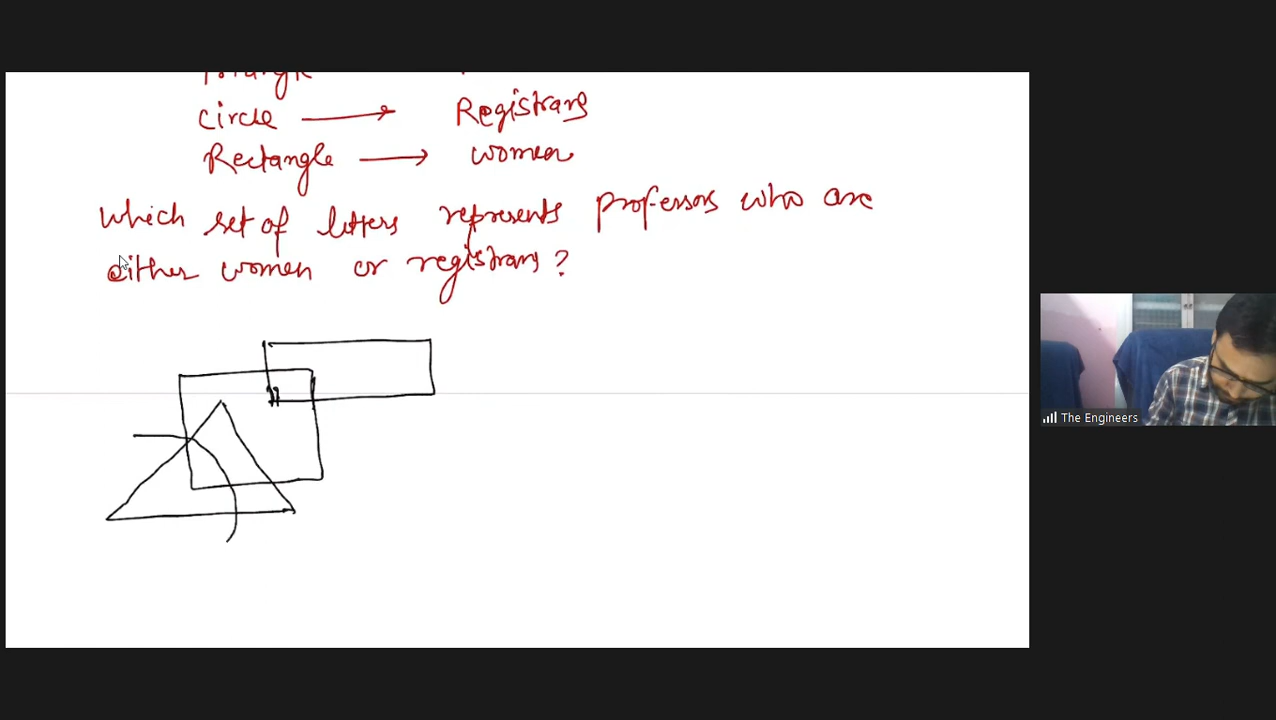 Circle → Registrars
Rectangle → women
which set of letters represents professors who are
either women or registrars ?
The Engineers